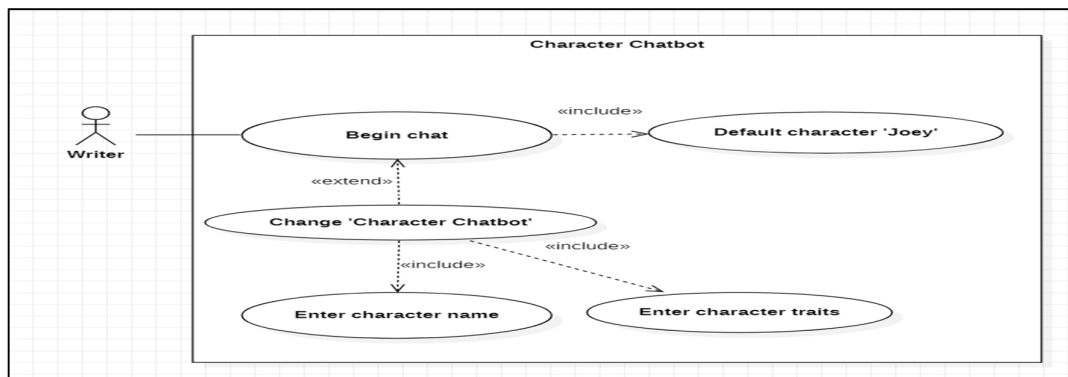 Character Chatbot
Writer
Begin chat
«include»
Default character 'Joey'
«extend»
Change 'Character Chatbot'
«include»
«include»
Enter character name
Enter character traits